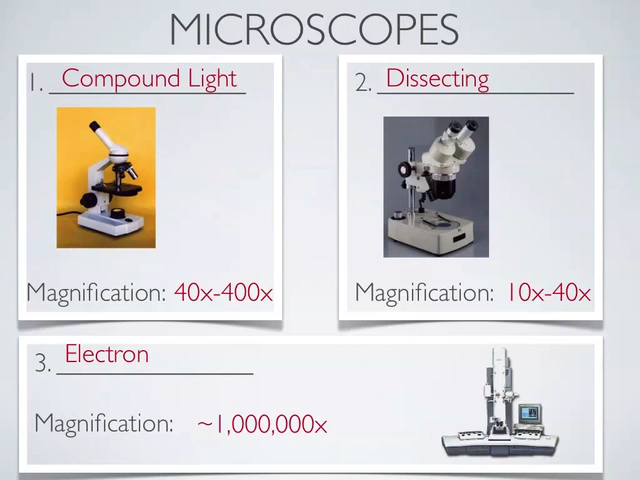 MICROSCOPES
1. Compound Light
Magnification: 40x-400x
2. Dissecting
Magnification: 10x-40x
3. Electron
Magnification: ~1,000,000x